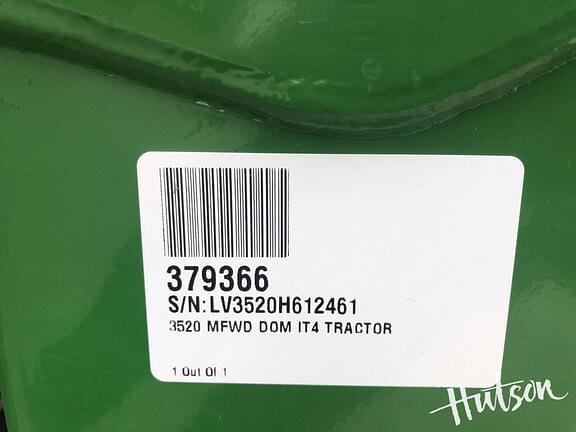 379366
S/N:LV3520H612461
3520 MFWD DOM IT4 TRACTOR
1 Out Of 1
Hutson